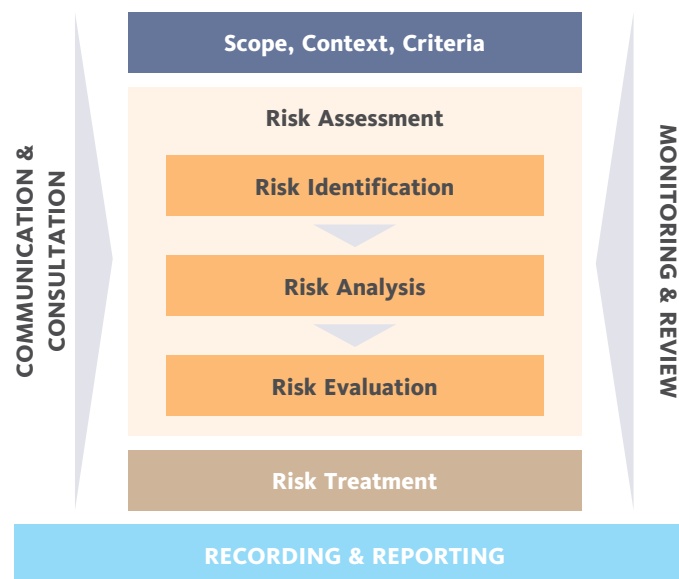 Scope, Context, Criteria
Risk Assessment
Risk Identification
Risk Analysis
Risk Evaluation
Risk Treatment
COMMUNICATION &
CONSULTATION
MONITORING & REVIEW
RECORDING & REPORTING